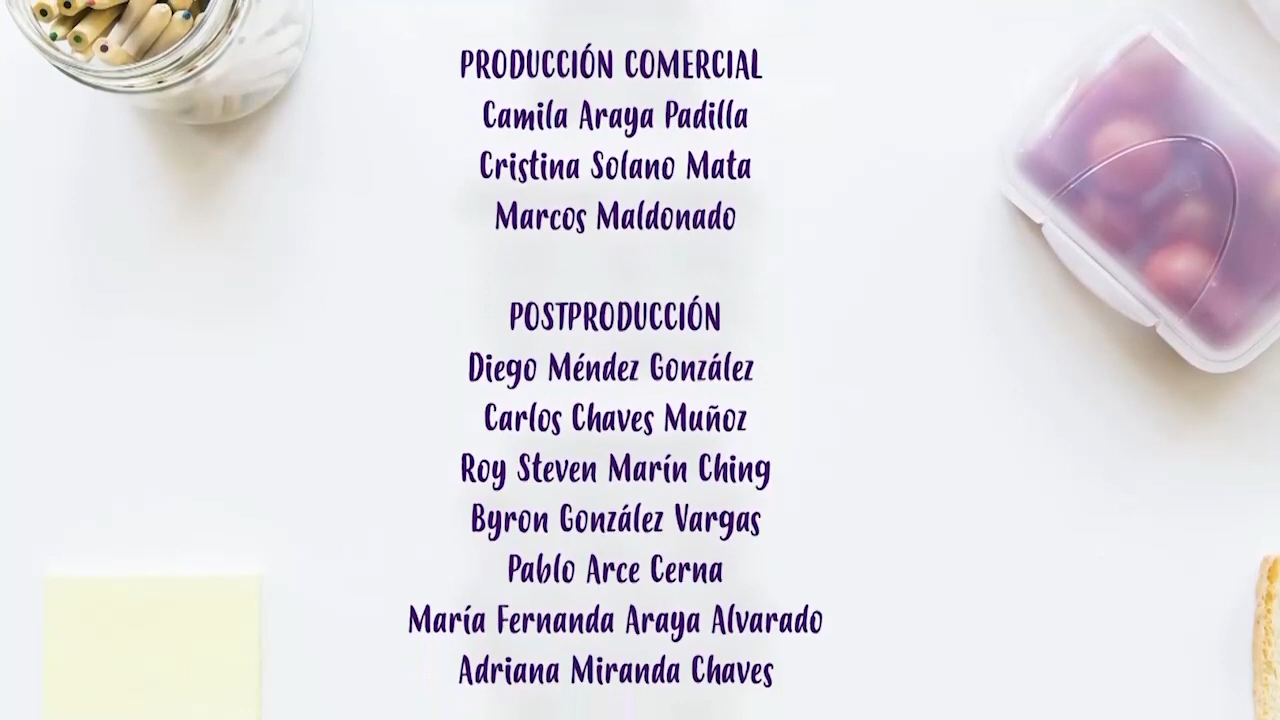 PRODUCCIÓN COMERCIAL
Camila Araya Padilla
Cristina Solano Mata
Marcos Maldonado
POSTPRODUCCIÓN
Diego Méndez González
Carlos Chaves Muñoz
Roy Steven Marín Ching
Byron González Vargas
Pablo Arce Cerna
María Fernanda Araya Alvarado
Adriana Miranda Chaves